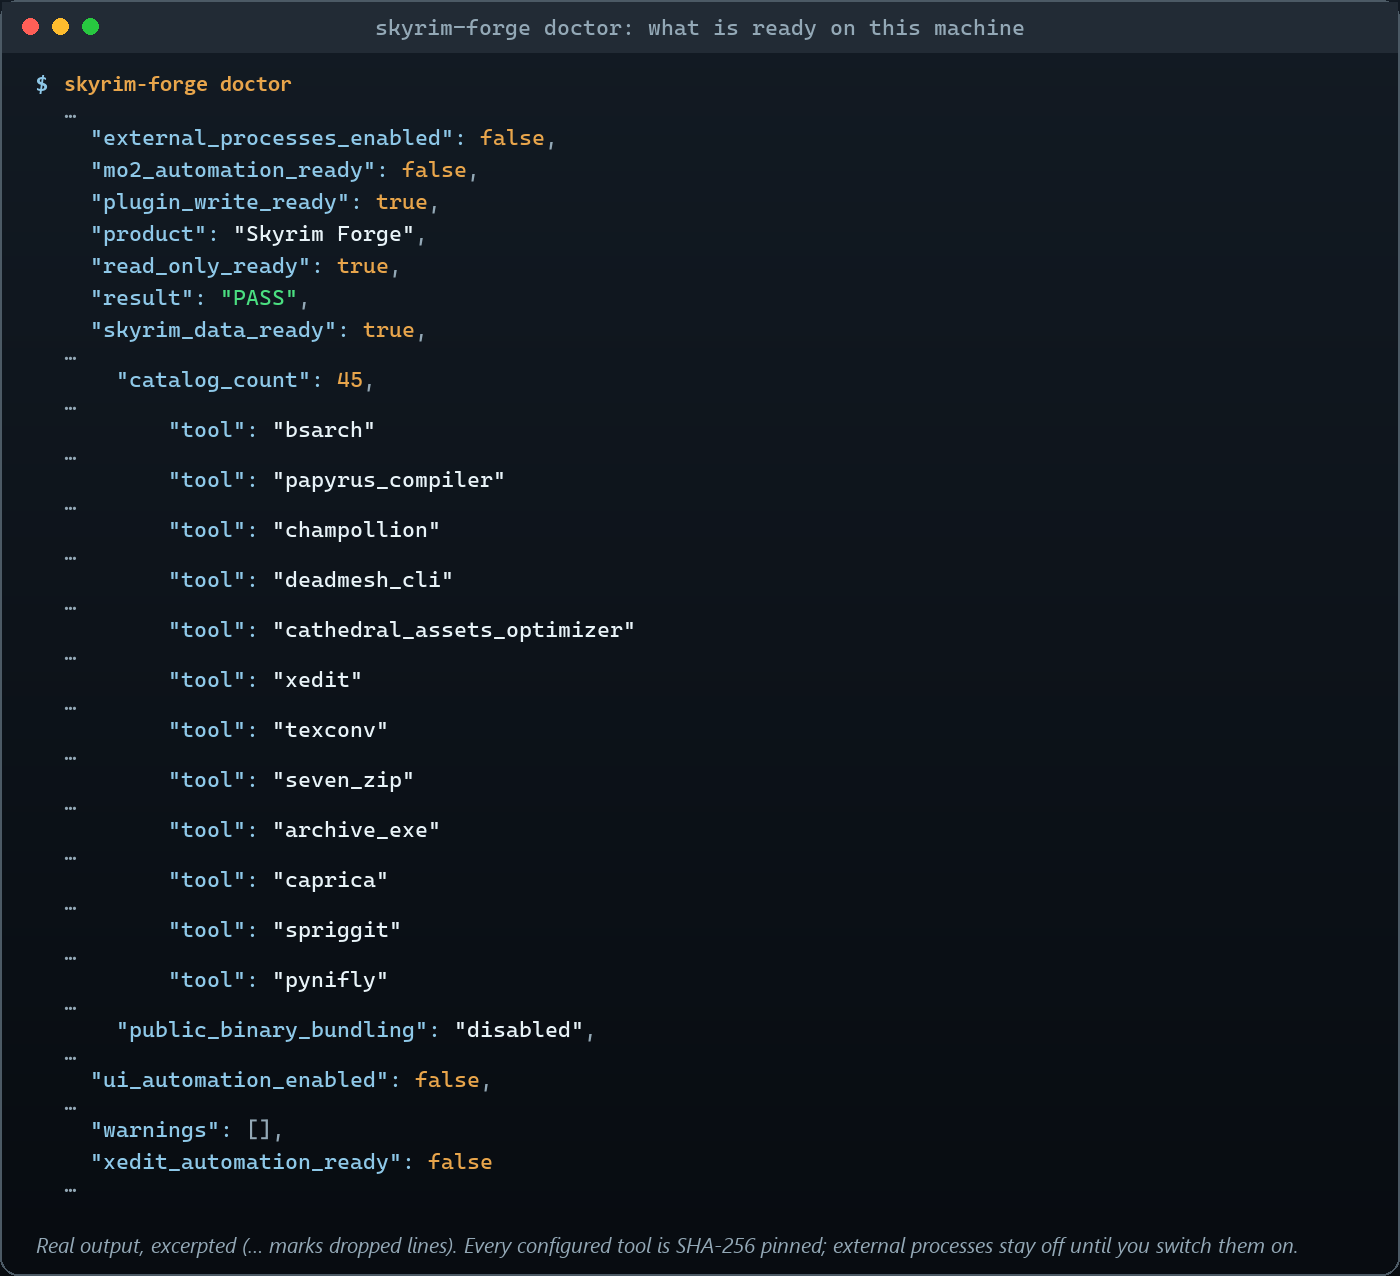 skyrim-forge doctor: what is ready on this machine
$ skyrim-forge doctor
…
"external_processes_enabled": false,
"mo2_automation_ready": false,
"plugin_write_ready": true,
"product": "Skyrim Forge",
"read_only_ready": true,
"result": "PASS",
"skyrim_data_ready": true,
…
"catalog_count": 45,
…
"tool": "bsarch"
…
"tool": "papyrus_compiler"
…
"tool": "champollion"
…
"tool": "deadmesh_cli"
…
"tool": "cathedral_assets_optimizer"
…
"tool": "xedit"
…
"tool": "texconv"
…
"tool": "seven_zip"
…
"tool": "archive_exe"
…
"tool": "caprica"
…
"tool": "spriggit"
…
"tool": "pynifly"
…
"public_binary_bundling": "disabled",
…
"ui_automation_enabled": false,
…
"warnings": [],
"xedit_automation_ready": false
…
Real output, excerpted (… marks dropped lines). Every configured tool is SHA-256 pinned; external processes stay off until you switch them on.